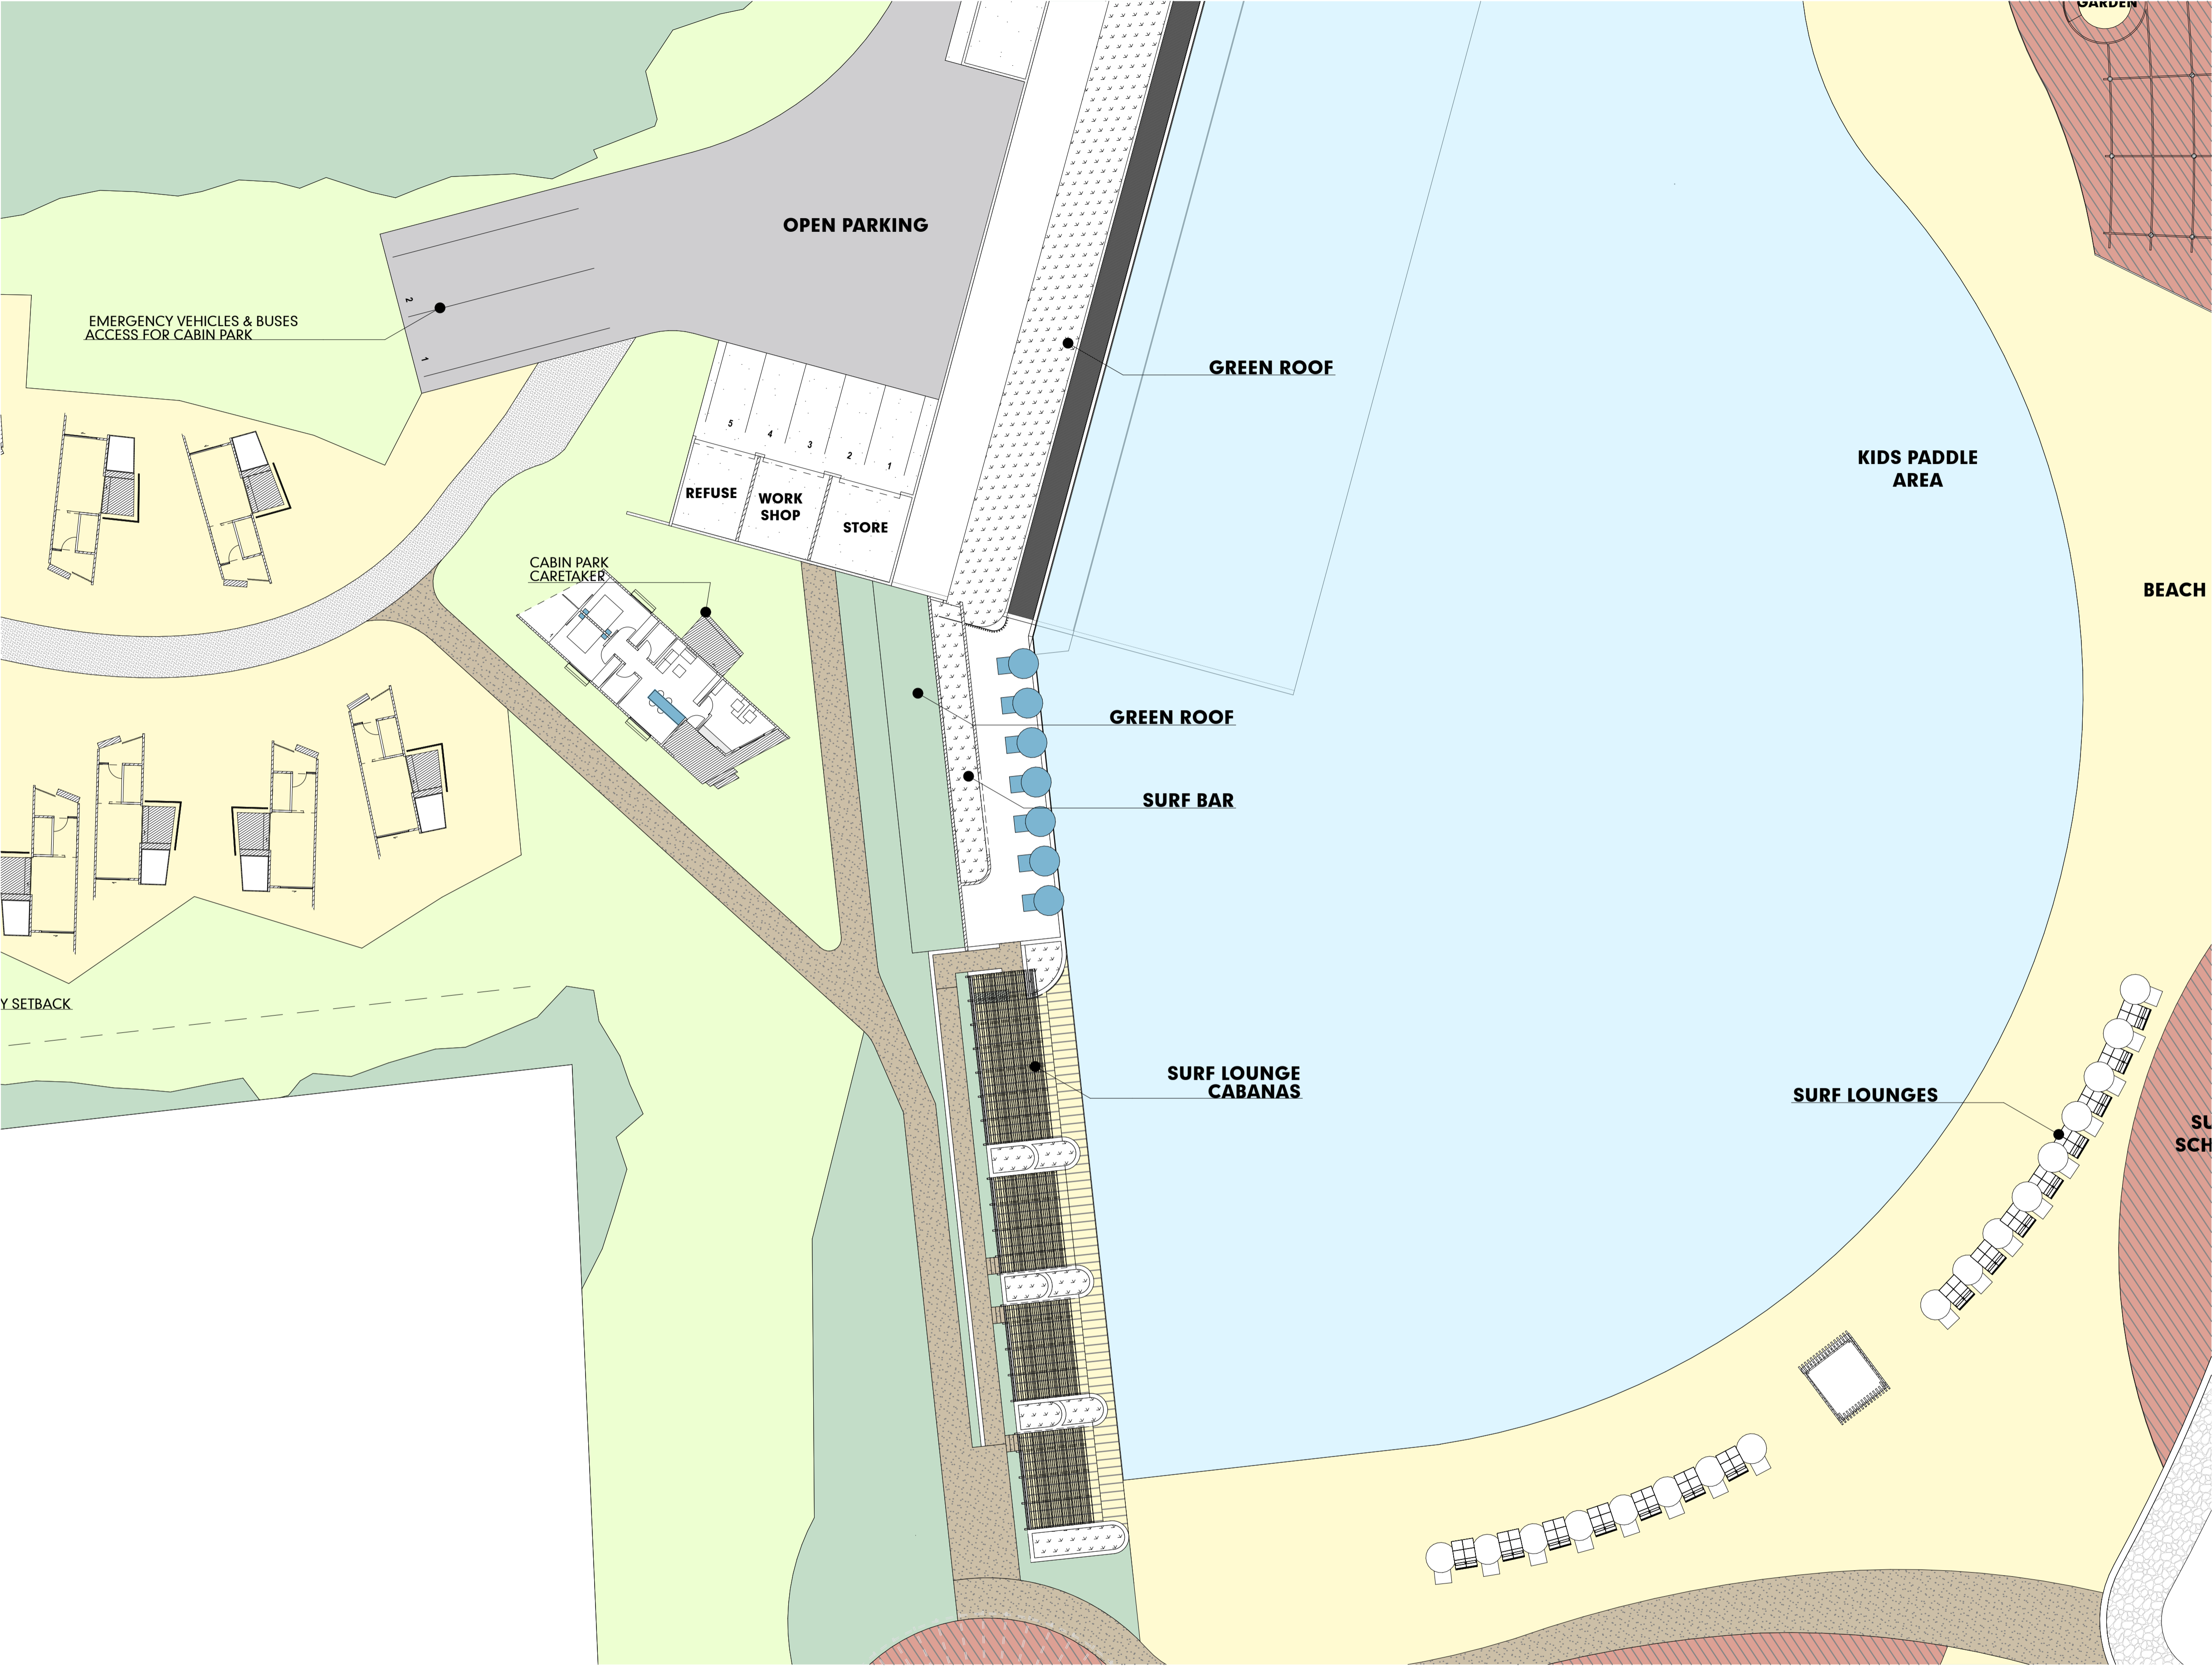 GARDEN
OPEN PARKING
EMERGENCY VEHICLES & BUSES
ACCESS FOR CABIN PARK
2
1
GREEN ROOF
5
4
3
2
1
REFUSE
WORK
SHOP
STORE
KIDS PADDLE
AREA
CABIN PARK
CARETAKER
BEACH
GREEN ROOF
SURF BAR
Y SETBACK
SURF LOUNGE
CABANAS
SURF LOUNGES
SU
SCH